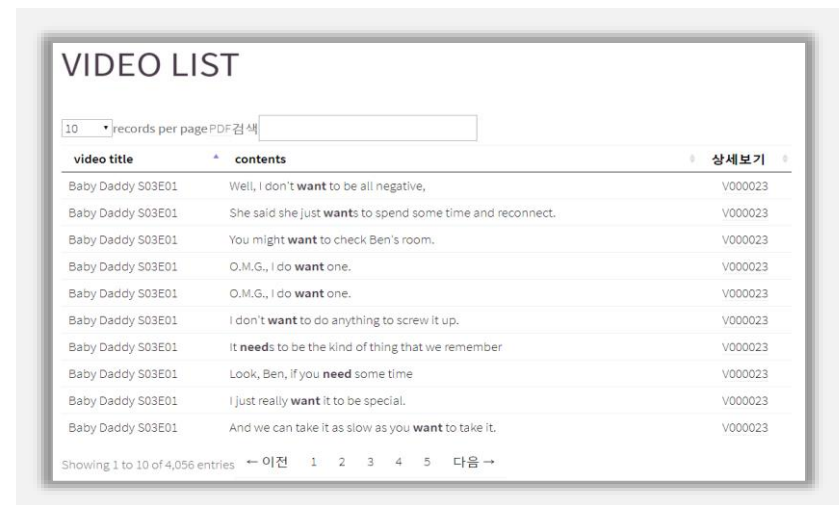 VIDEO LIST
10 records per page PDF검색
video title contents 상세보기
Baby Daddy S03E01 Well, I don't want to be all negative, V000023
Baby Daddy S03E01 She said she just wants to spend some time and reconnect. V000023
Baby Daddy S03E01 You might want to check Ben's room. V000023
Baby Daddy S03E01 O.M.G., I do want one. V000023
Baby Daddy S03E01 O.M.G., I do want one. V000023
Baby Daddy S03E01 I don't want to do anything to screw it up. V000023
Baby Daddy S03E01 It needs to be the kind of thing that we remember V000023
Baby Daddy S03E01 Look, Ben, if you need some time V000023
Baby Daddy S03E01 I just really want it to be special. V000023
Baby Daddy S03E01 And we can take it as slow as you want to take it. V000023
Showing 1 to 10 of 4,056 entries ← 이전 1 2 3 4 5 다음 →